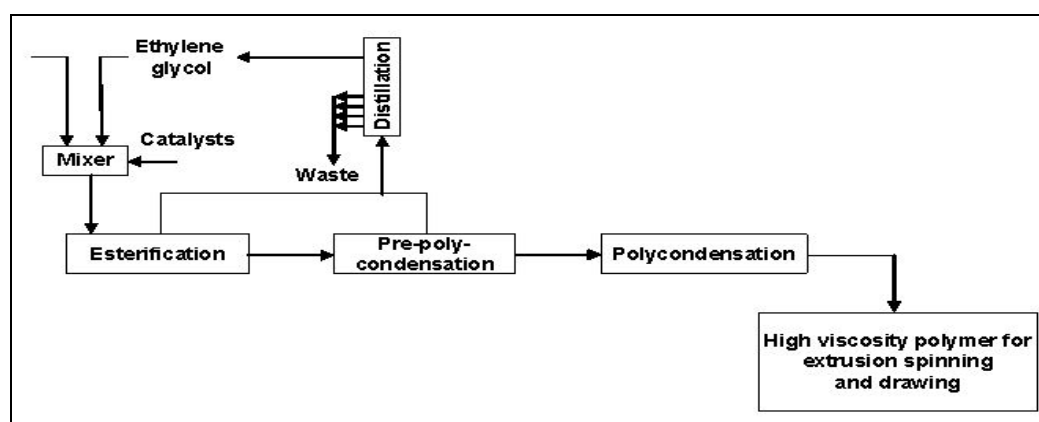 Ethylene
glycol
Distillation
Catalysts
Mixer
Waste
Esterification
Pre-poly-
condensation
Polycondensation
High viscosity polymer for
extrusion spinning
and drawing